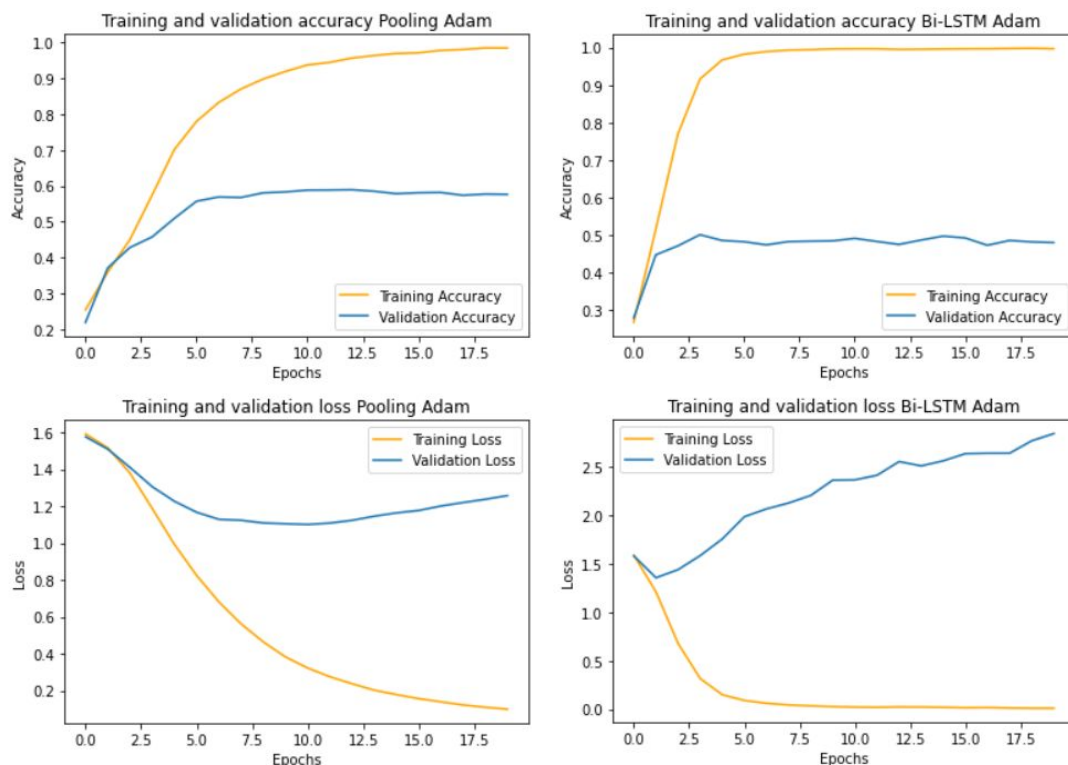 Training and validation accuracy Pooling Adam
1.0
0.9
0.8
0.7
0.6
0.5
0.4
0.3
0.2
Accuracy
Training Accuracy
Validation Accuracy
0.0 2.5 5.0 7.5 10.0 12.5 15.0 17.5
Epochs
Training and validation accuracy Bi-LSTM Adam
1.0
0.9
0.8
0.7
0.6
0.5
0.4
0.3
Accuracy
Training Accuracy
Validation Accuracy
0.0 2.5 5.0 7.5 10.0 12.5 15.0 17.5
Epochs
Training and validation loss Pooling Adam
1.6
1.4
1.2
1.0
0.8
0.6
0.4
0.2
Loss
Training Loss
Validation Loss
0.0 2.5 5.0 7.5 10.0 12.5 15.0 17.5
Epochs
Training and validation loss Bi-LSTM Adam
2.5
2.0
1.5
1.0
0.5
0.0
Loss
Training Loss
Validation Loss
0.0 2.5 5.0 7.5 10.0 12.5 15.0 17.5
Epochs